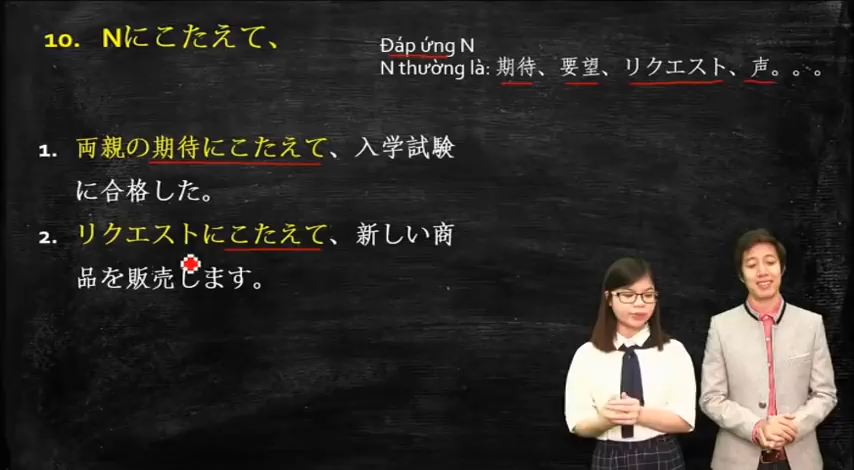 10. Nにこたえて、
Đáp ứng N
N thường là: 期待、要望、リクエスト、声。。。
1. 両親の期待にこたえて、入学試験
に合格した。
2. リクエストにこたえて、新しい商
品を販売します。